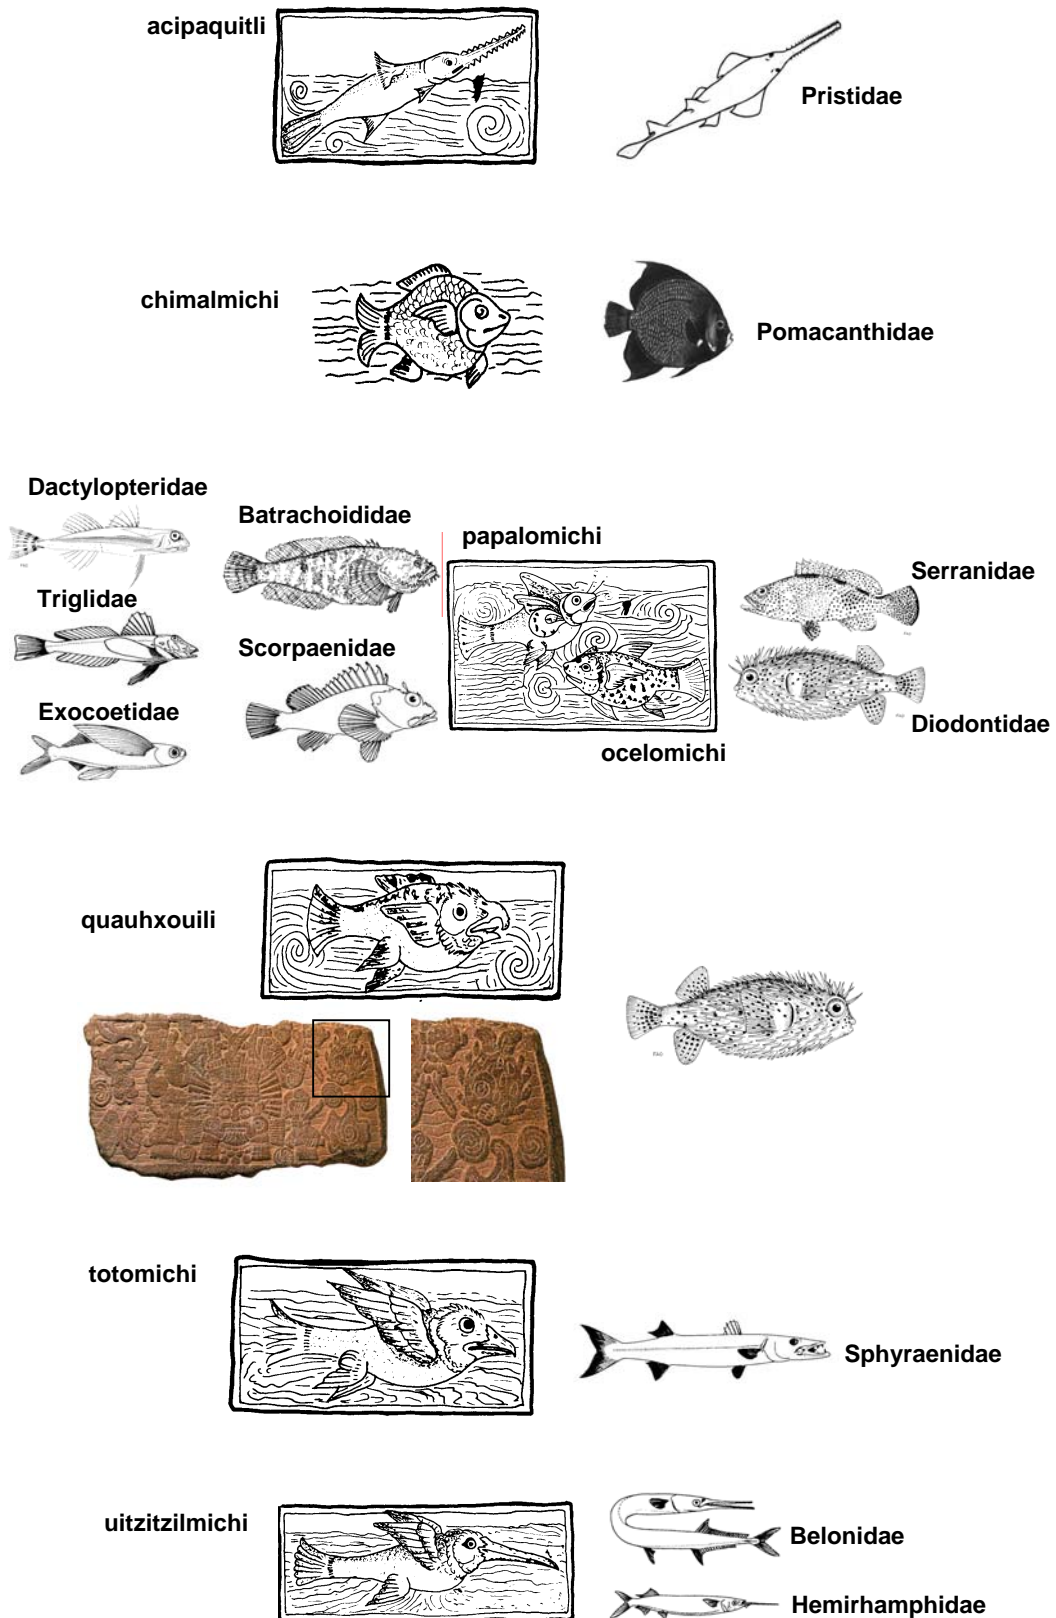 acipaquitli
Pristidae
chimalmichi
Pomacanthidae
Dactylopteridae
Batrachoididae
papalomichi
Serranidae
Triglidae
Scorpaenidae
Exocoetidae
Diodontidae
ocelomichi
quauhxouili
totomichi
Sphyraenidae
uitzitzilmichi
Belonidae
Hemirhamphidae